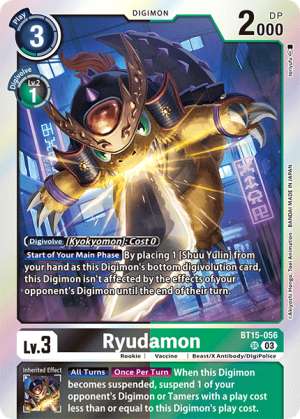 DIGIMON
Play
3
DP
2000
Digivolve
Lv.2
1
Digivolve [Kyokyomon]: Cost 0
Start of Your Main Phase By placing 1 [Shuu Yulin] from
your hand as this Digimon's bottom digivolution card,
this Digimon isn't affected by the effects of your
opponent's Digimon until the end of their turn.
©Akiyoshi Hongo, Toei Animation · BANDAI MADE IN JAPAN
BT15-056
Lv.3
Ryudamon
03
Rookie
Vaccine
Beast/X Antibody/DigiPolice
Inherited Effect
All Turns Once Per Turn When this Digimon
becomes suspended, suspend 1 of your
opponent's Digimon or Tamers with a play cost
less than or equal to this Digimon's play cost.